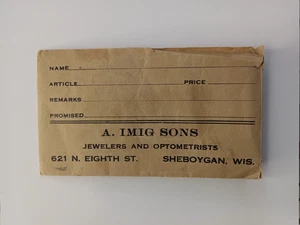 NAME
ARTICLE PRICE
REMARKS
PROMISED
A. IMIG SONS
JEWELERS AND OPTOMETRISTS
621 N. EIGHTH ST. SHEBOYGAN, WIS.